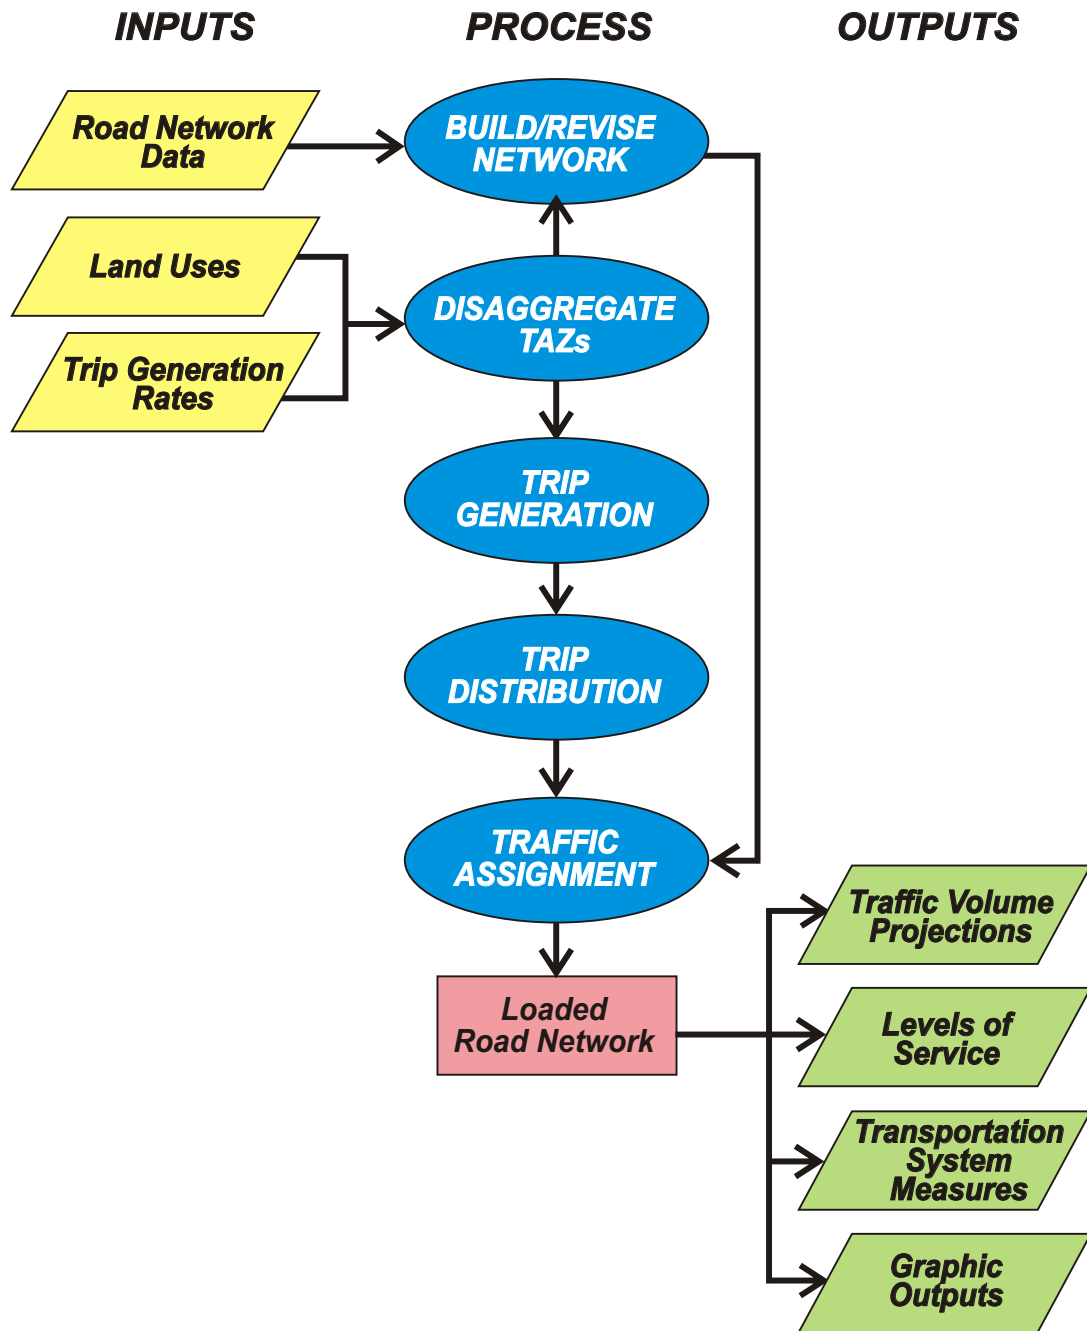 INPUTS
PROCESS
OUTPUTS
Road Network
Data
BUILD/REVISE
NETWORK
Land Uses
DISAGGREGATE
TAZs
Trip Generation
Rates
TRIP
GENERATION
TRIP
DISTRIBUTION
TRAFFIC
ASSIGNMENT
Loaded
Road Network
Traffic Volume
Projections
Levels of
Service
Transportation
System
Measures
Graphic
Outputs